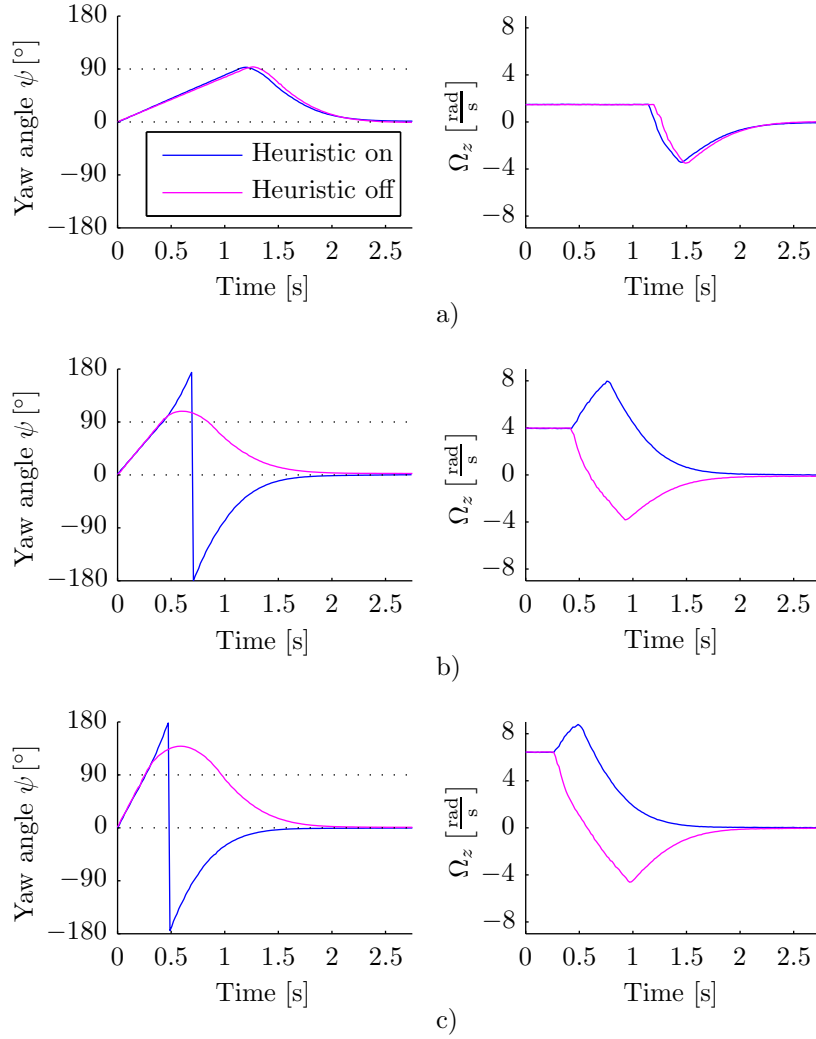 Yaw angle ψ [°]
180
90
0
−90
−180
Heuristic on
Heuristic off
0 0.5 1 1.5 2 2.5
Time [s]
Ω_z [rad/s]
8
4
0
−4
−8
0 0.5 1 1.5 2 2.5
Time [s]
a)
Yaw angle ψ [°]
180
90
0
−90
−180
0 0.5 1 1.5 2 2.5
Time [s]
Ω_z [rad/s]
8
4
0
−4
−8
0 0.5 1 1.5 2 2.5
Time [s]
b)
Yaw angle ψ [°]
180
90
0
−90
−180
0 0.5 1 1.5 2 2.5
Time [s]
Ω_z [rad/s]
8
4
0
−4
−8
0 0.5 1 1.5 2 2.5
Time [s]
c)